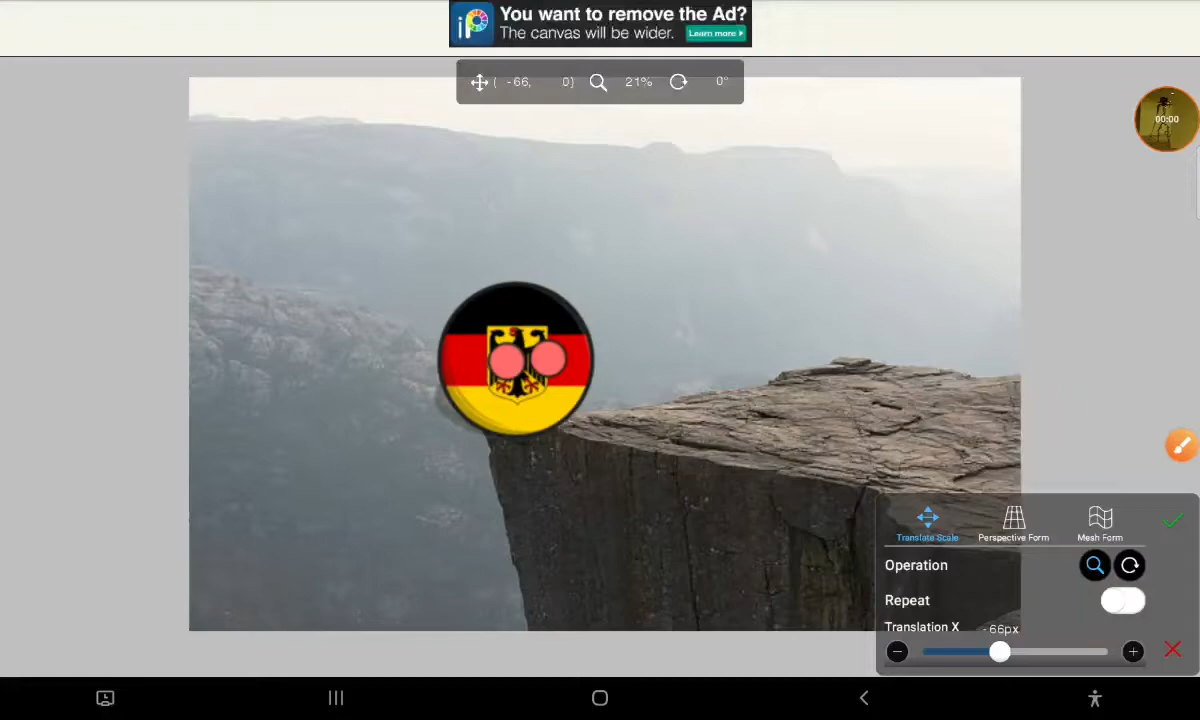 iP
You want to remove the Ad?
The canvas will be wider. Learn more
( -66, 0) 21% 0°
00:00
Translate Scale Perspective Form Mesh Form
Operation
Repeat
Translation X -66px